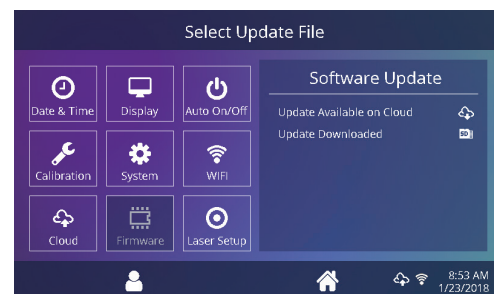 Select Update File
Date & Time
Display
Auto On/Off
Calibration
System
WIFI
Cloud
Firmware
Laser Setup
Software Update
Update Available on Cloud
Update Downloaded
SD
8:53 AM
1/23/2018